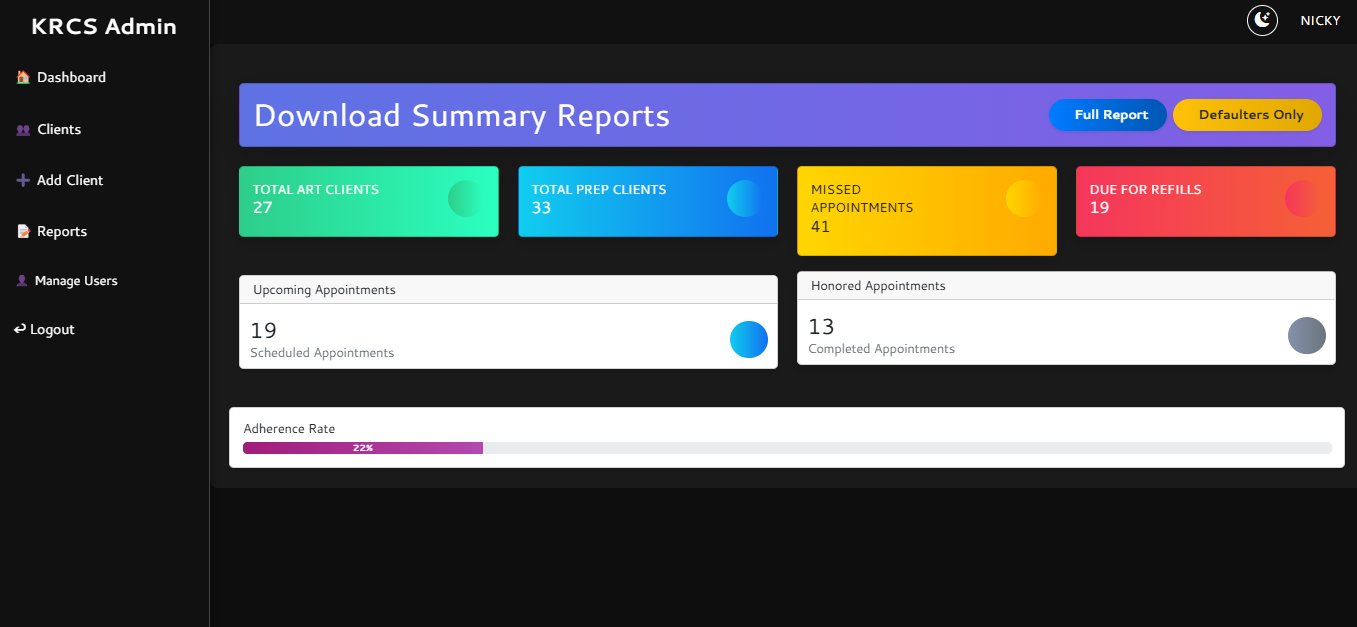 KRCS Admin
NICKY
Dashboard
Clients
Add Client
Reports
Manage Users
Logout
Download Summary Reports
Full Report
Defaulters Only
TOTAL ART CLIENTS
27
TOTAL PREP CLIENTS
33
MISSED
APPOINTMENTS
41
DUE FOR REFILLS
19
Upcoming Appointments
19
Scheduled Appointments
Honored Appointments
13
Completed Appointments
Adherence Rate
22%